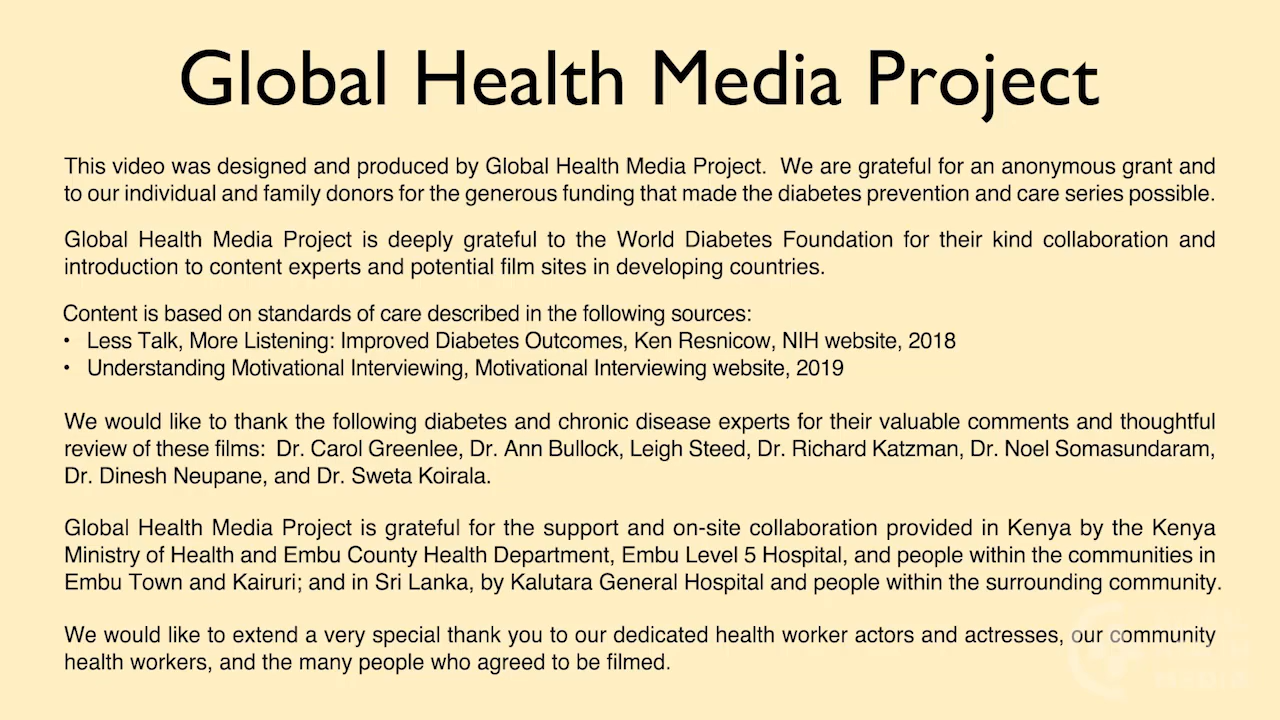 Global Health Media Project
This video was designed and produced by Global Health Media Project.  We are grateful for an anonymous grant and
to our individual and family donors for the generous funding that made the diabetes prevention and care series possible.
Global Health Media Project is deeply grateful to the World Diabetes Foundation for their kind collaboration and
introduction to content experts and potential film sites in developing countries.
Content is based on standards of care described in the following sources:
• Less Talk, More Listening: Improved Diabetes Outcomes, Ken Resnicow, NIH website, 2018
• Understanding Motivational Interviewing, Motivational Interviewing website, 2019
We would like to thank the following diabetes and chronic disease experts for their valuable comments and thoughtful
review of these films:  Dr. Carol Greenlee, Dr. Ann Bullock, Leigh Steed, Dr. Richard Katzman, Dr. Noel Somasundaram,
Dr. Dinesh Neupane, and Dr. Sweta Koirala.
Global Health Media Project is grateful for the support and on-site collaboration provided in Kenya by the Kenya
Ministry of Health and Embu County Health Department, Embu Level 5 Hospital, and people within the communities in
Embu Town and Kairuri; and in Sri Lanka, by Kalutara General Hospital and people within the surrounding community.
We would like to extend a very special thank you to our dedicated health worker actors and actresses, our community
health workers, and the many people who agreed to be filmed.
MEDIA